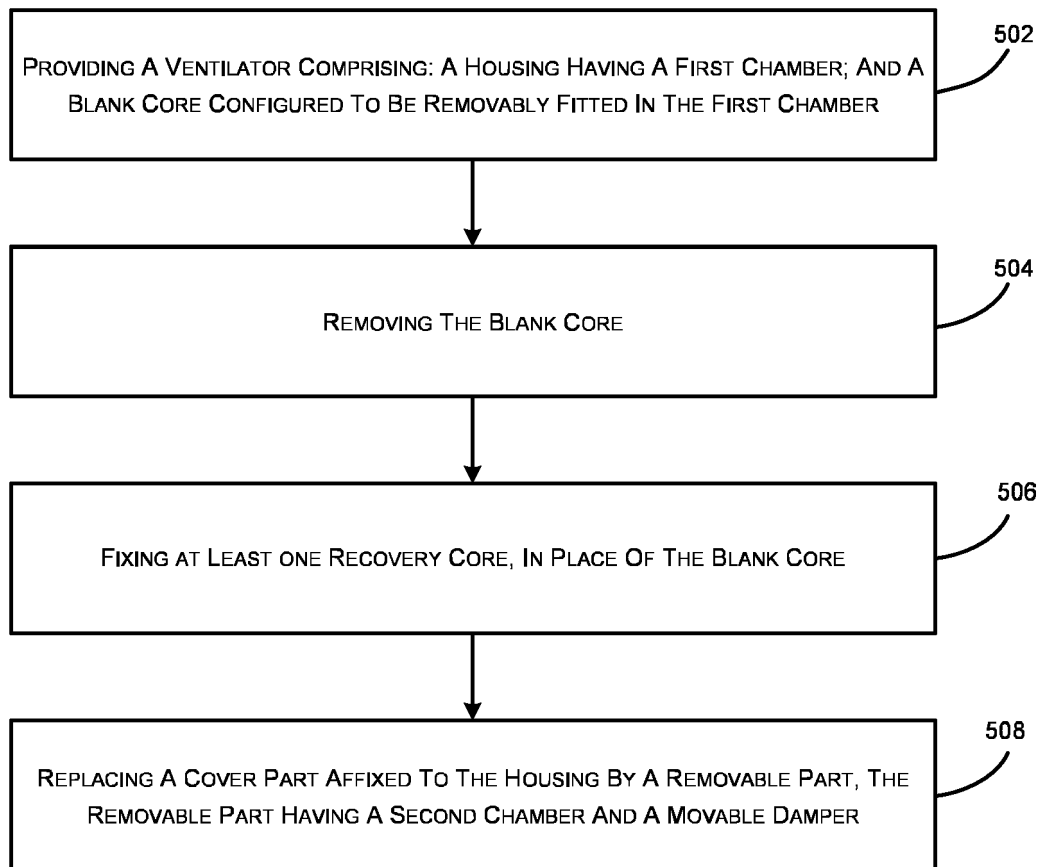 502
PROVIDING A VENTILATOR COMPRISING: A HOUSING HAVING A FIRST CHAMBER; AND A
BLANK CORE CONFIGURED TO BE REMOVABLY FITTED IN THE FIRST CHAMBER
504
REMOVING THE BLANK CORE
506
FIXING AT LEAST ONE RECOVERY CORE, IN PLACE OF THE BLANK CORE
508
REPLACING A COVER PART AFFIXED TO THE HOUSING BY A REMOVABLE PART, THE
REMOVABLE PART HAVING A SECOND CHAMBER AND A MOVABLE DAMPER